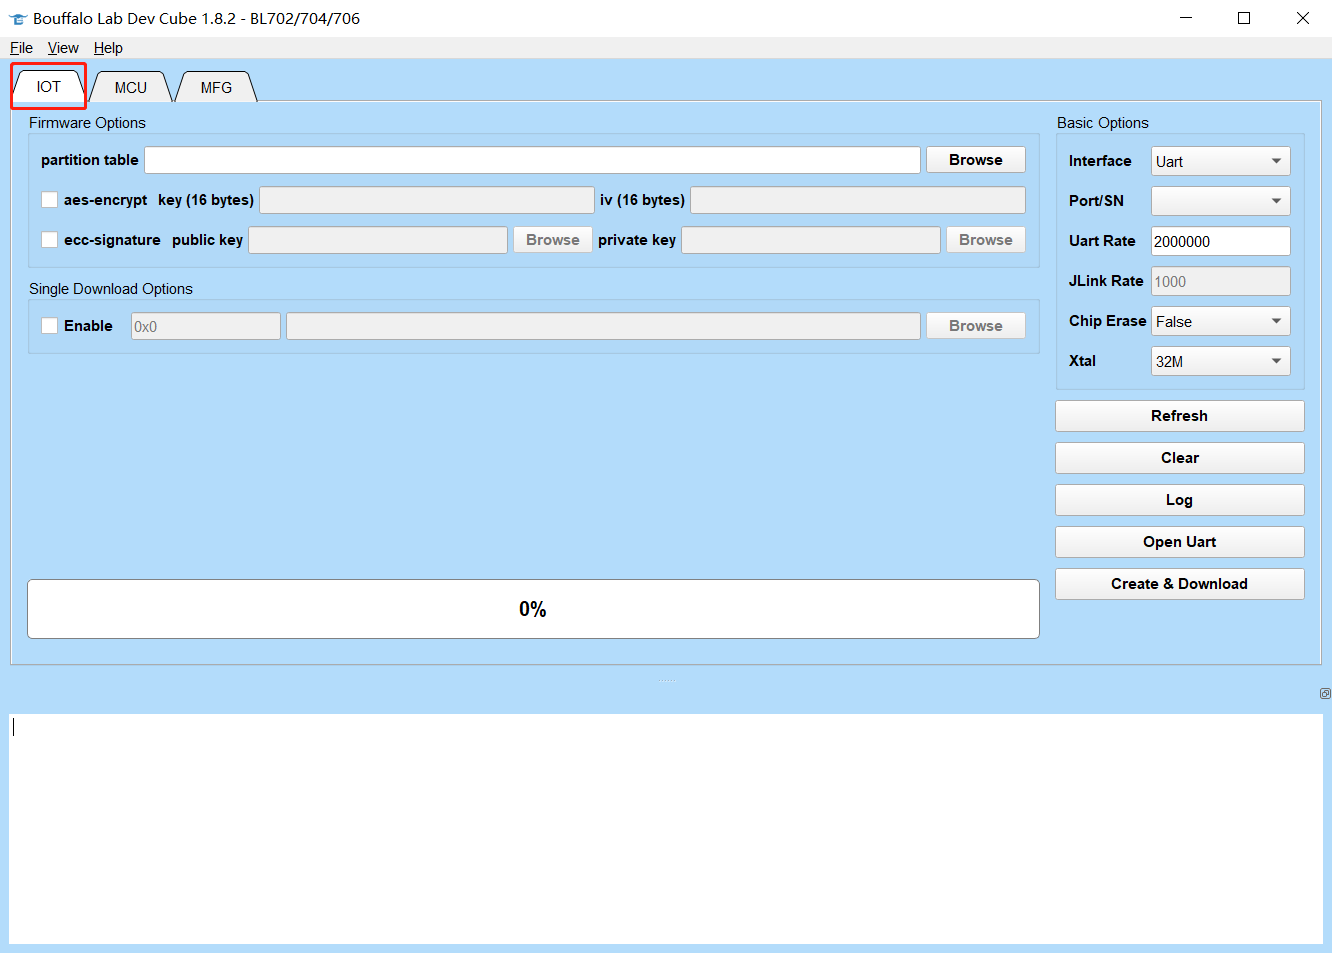 Bouffalo Lab Dev Cube 1.8.2 - BL702/704/706
File View Help
IOT MCU MFG
Firmware Options
partition table Browse
aes-encrypt key (16 bytes) iv (16 bytes)
ecc-signature public key Browse private key Browse
Single Download Options
Enable 0x0 Browse
0%
Basic Options
Interface Uart
Port/SN
Uart Rate 2000000
JLink Rate 1000
Chip Erase False
Xtal 32M
Refresh
Clear
Log
Open Uart
Create & Download